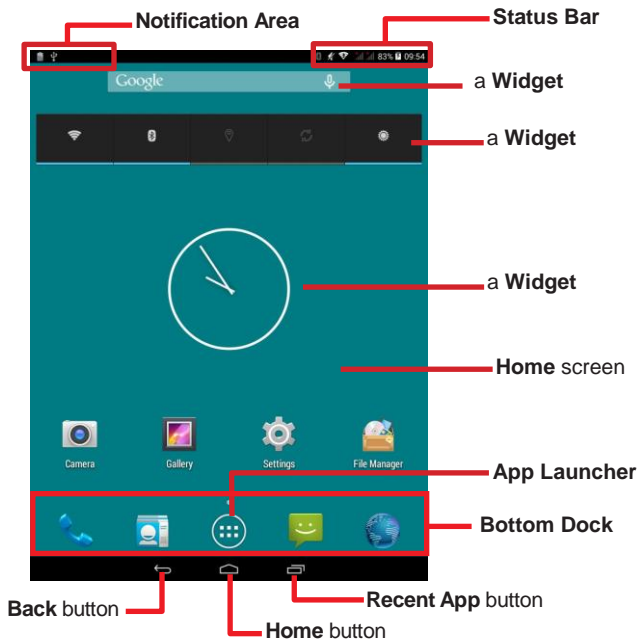 Notification Area
Status Bar
83% 09:54
Google
a Widget
a Widget
a Widget
Home screen
Camera
Gallery
Settings
File Manager
App Launcher
Bottom Dock
Back button
Recent App button
Home button